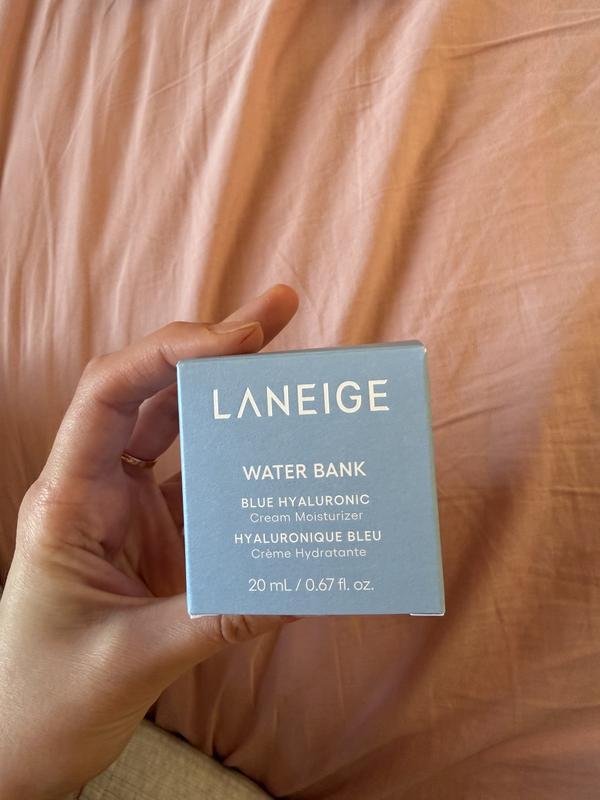 LANEIGE
WATER BANK
BLUE HYALURONIC
Cream Moisturizer
HYALURONIQUE BLEU
Crème Hydratante
20 mL / 0.67 fl. oz.